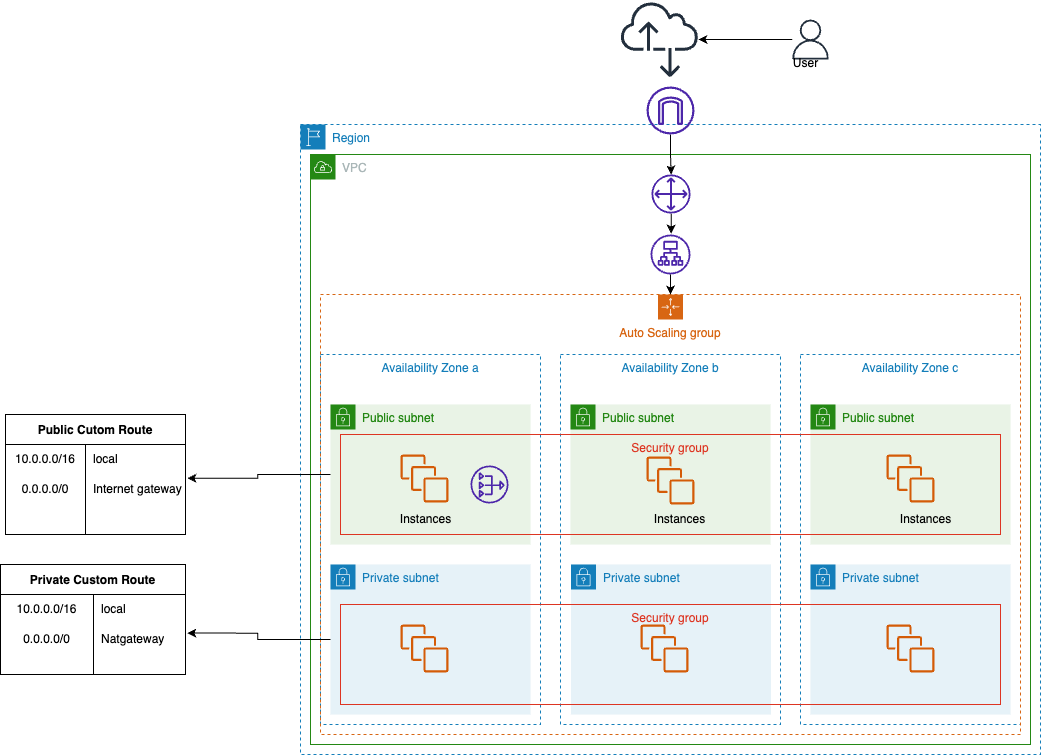 User
Region
VPC
Auto Scaling group
Availability Zone a
Availability Zone b
Availability Zone c
Public subnet
Public subnet
Public subnet
Security group
Instances
Instances
Instances
Private subnet
Private subnet
Private subnet
Security group
Public Cutom Route
10.0.0.0/16 local
0.0.0.0/0 Internet gateway
Private Custom Route
10.0.0.0/16 local
0.0.0.0/0 Natgateway